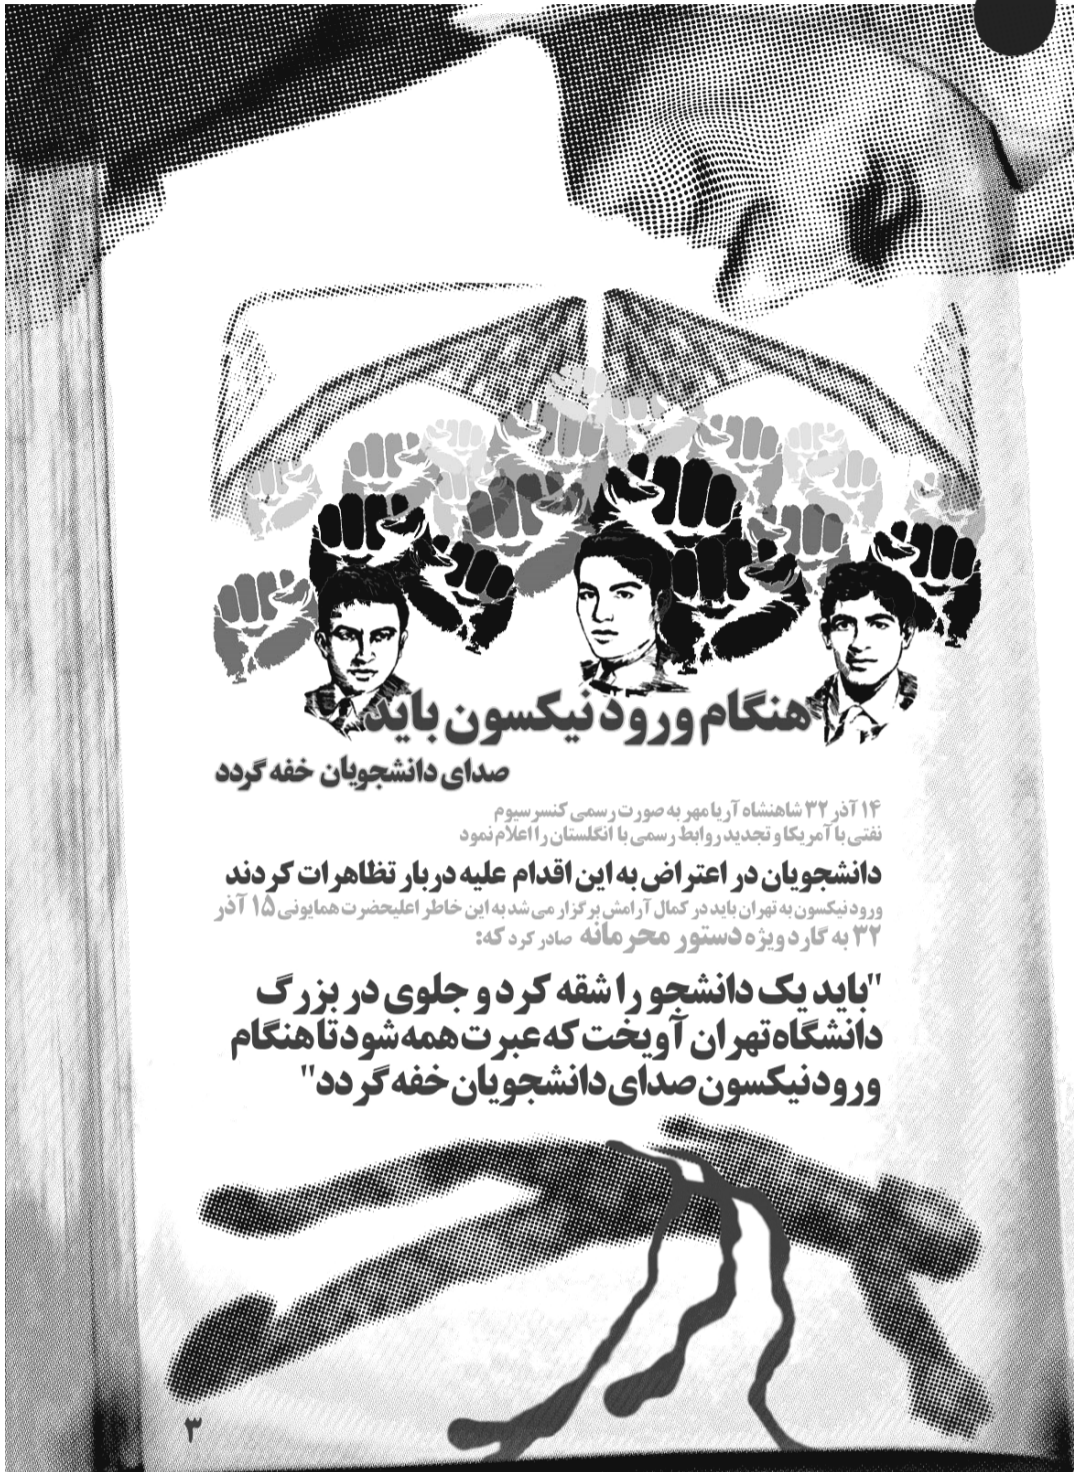 هنگام ورود نیکسون باید
صدای دانشجویان خفه گردد
۱۴ آذر ۳۲ شاهنشاه آریامهر به صورت رسمی کنسرسیوم
نفتی با آمریکا و تجدید روابط رسمی با انگلستان را اعلام نمود
دانشجویان در اعتراض به این اقدام علیه دربار تظاهرات کردند
ورود نیکسون به تهران باید در کمال آرامش برگزار می شد به این خاطر اعلیحضرت همایونی ۱۵ آذر
۳۲ به گارد ویژه دستور محرمانه صادر کرد که:
"باید یک دانشجو را شقه کرد و جلوی در بزرگ
دانشگاه تهران آویخت که عبرت همه شود تا هنگام
ورود نیکسون صدای دانشجویان خفه گردد"
۳